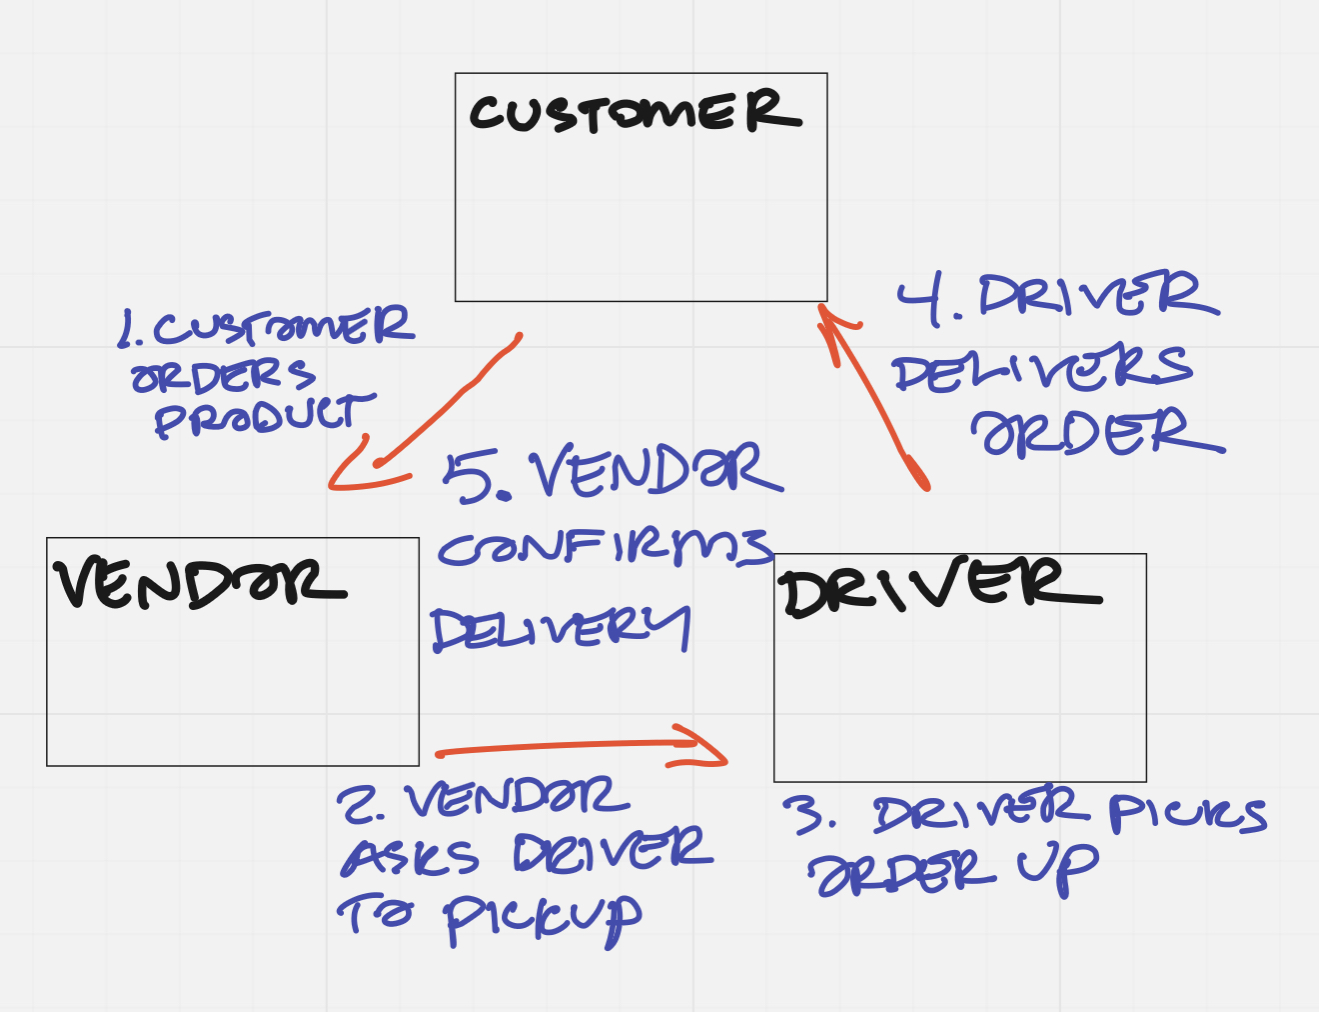 CUSTOMER
1. CUSTOMER
ORDERS
PRODUCT
4. DRIVER
DELIVERS
ORDER
5. VENDOR
CONFIRMS
DELIVERY
VENDOR
DRIVER
2. VENDOR
ASKS DRIVER
TO PICKUP
3. DRIVER PICKS
ORDER UP